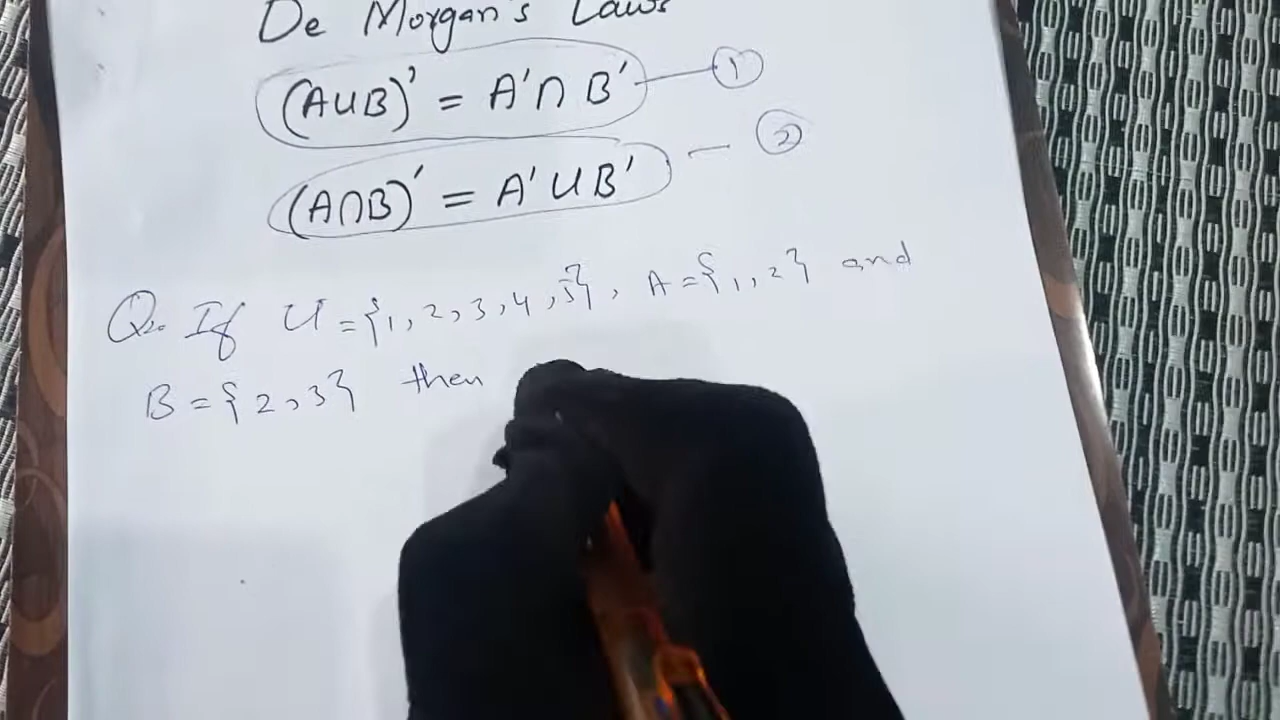 De Morgan's Laws
(A∪B)' = A'∩ B' — ①
(A∩B)' = A'∪B' — ②
Q. If U = {1, 2, 3, 4, 5}, A = {1, 2} and
B = {2, 3} then